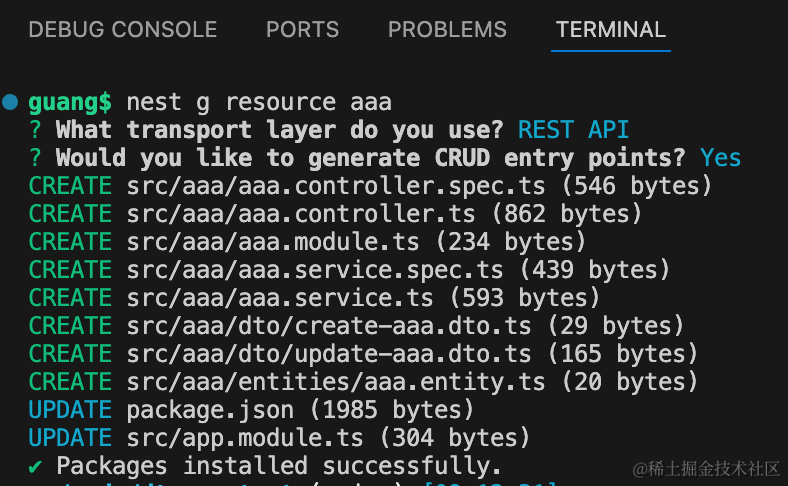 DEBUG CONSOLE PORTS PROBLEMS TERMINAL
guang$ nest g resource aaa
? What transport layer do you use? REST API
? Would you like to generate CRUD entry points? Yes
CREATE src/aaa/aaa.controller.spec.ts (546 bytes)
CREATE src/aaa/aaa.controller.ts (862 bytes)
CREATE src/aaa/aaa.module.ts (234 bytes)
CREATE src/aaa/aaa.service.spec.ts (439 bytes)
CREATE src/aaa/aaa.service.ts (593 bytes)
CREATE src/aaa/dto/create-aaa.dto.ts (29 bytes)
CREATE src/aaa/dto/update-aaa.dto.ts (165 bytes)
CREATE src/aaa/entities/aaa.entity.ts (20 bytes)
UPDATE package.json (1985 bytes)
UPDATE src/app.module.ts (304 bytes)
✔ Packages installed successfully.
@稀土掘金技术社区